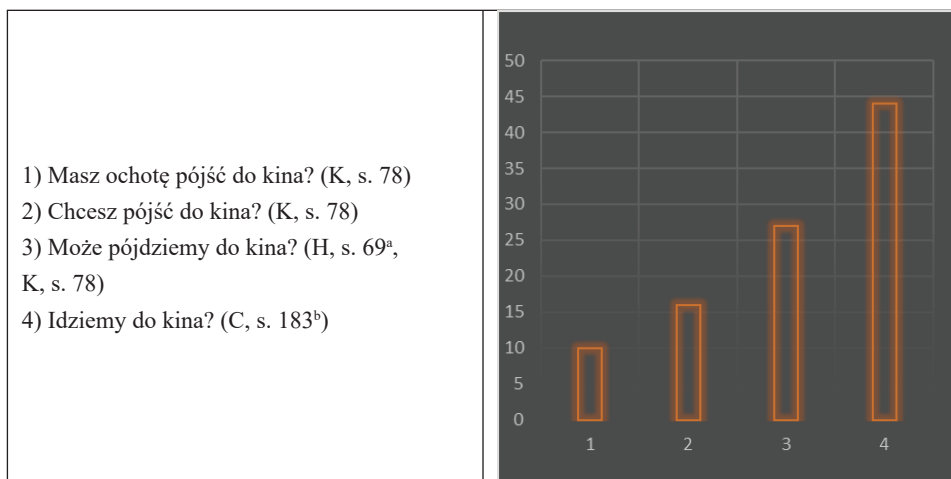 1) Masz ochotę pójść do kina? (K, s. 78)
2) Chcesz pójść do kina? (K, s. 78)
3) Może pójdziemy do kina? (H, s. 69ᵃ,
K, s. 78)
4) Idziemy do kina? (C, s. 183ᵇ)
50
45
40
35
30
25
20
15
10
5
0
1 2 3 4